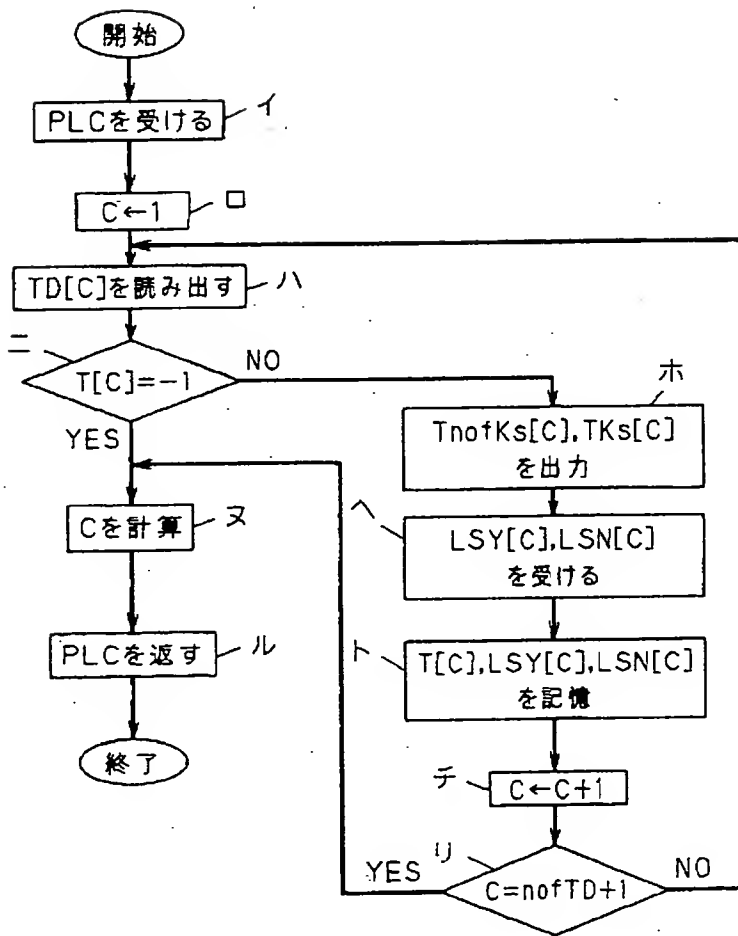 開始
PLCを受ける
イ
C←1
ロ
TD[C]を読み出す
ハ
ニ
T[C]=-1
NO
YES
ホ
TnofKs[C],TKs[C]
を出力
ヘ
LSY[C],LSN[C]
を受ける
ト
T[C],LSY[C],LSN[C]
を記憶
チ
C←C+1
リ
C=nofTD+1
YES
NO
Cを計算
ヌ
PLCを返す
ル
終了